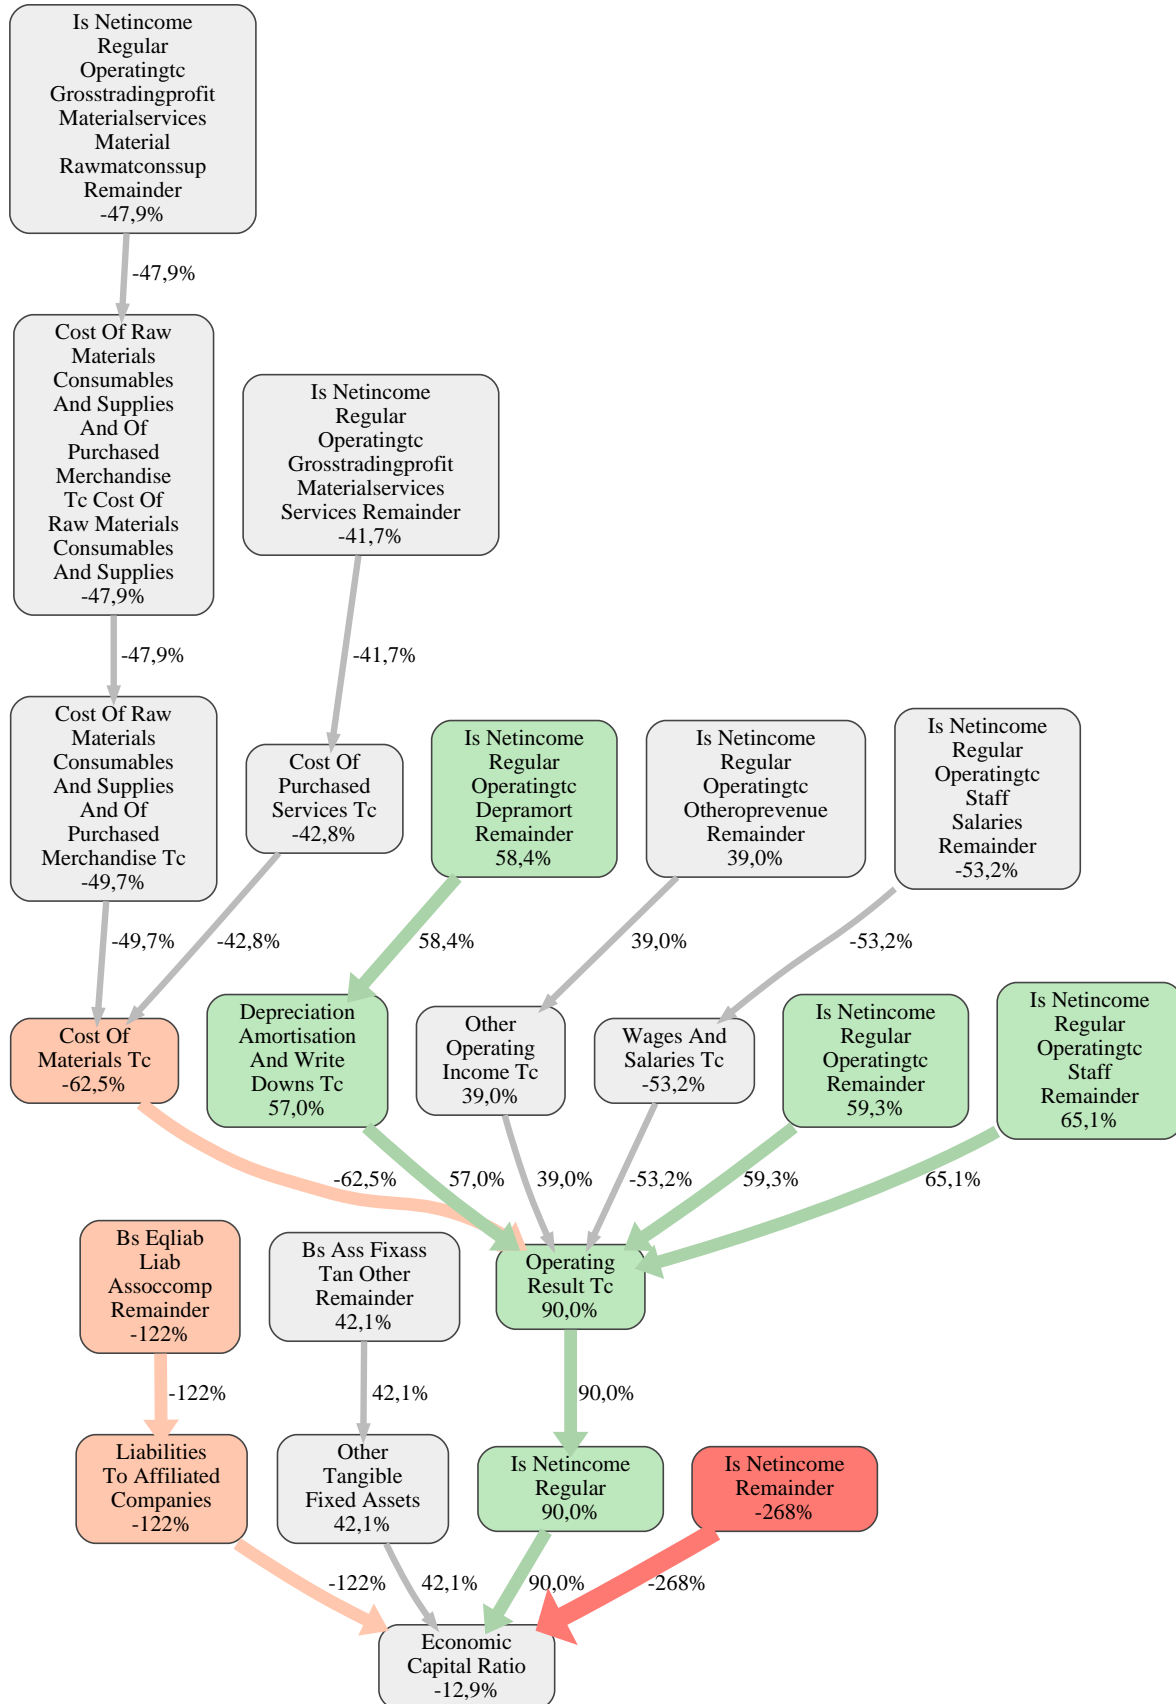 Is Netincome
Regular
Operatingtc
Grosstradingprofit
Materialservices
Material
Rawmatconssup
Remainder
-47,9%
-47,9%
Cost Of Raw
Materials
Consumables
And Supplies
And Of
Purchased
Merchandise
Tc Cost Of
Raw Materials
Consumables
And Supplies
-47,9%
Is Netincome
Regular
Operatingtc
Grosstradingprofit
Materialservices
Services Remainder
-41,7%
-47,9%
-41,7%
Cost Of Raw
Materials
Consumables
And Supplies
And Of
Purchased
Merchandise Tc
-49,7%
Cost Of
Purchased
Services Tc
-42,8%
Is Netincome
Regular
Operatingtc
Depramort
Remainder
58,4%
Is Netincome
Regular
Operatingtc
Otheroprevenue
Remainder
39,0%
Is Netincome
Regular
Operatingtc
Staff
Salaries
Remainder
-53,2%
-49,7%
-42,8%
58,4%
39,0%
-53,2%
Cost Of
Materials Tc
-62,5%
Depreciation
Amortisation
And Write
Downs Tc
57,0%
Other
Operating
Income Tc
39,0%
Wages And
Salaries Tc
-53,2%
Is Netincome
Regular
Operatingtc
Remainder
59,3%
Is Netincome
Regular
Operatingtc
Staff
Remainder
65,1%
-62,5%
57,0%
39,0%
-53,2%
59,3%
65,1%
Bs Eqliab
Liab
Assoccomp
Remainder
-122%
Bs Ass Fixass
Tan Other
Remainder
42,1%
Operating
Result Tc
90,0%
-122%
42,1%
90,0%
Liabilities
To Affiliated
Companies
-122%
Other
Tangible
Fixed Assets
42,1%
Is Netincome
Regular
90,0%
Is Netincome
Remainder
-268%
-122%
42,1%
90,0%
-268%
Economic
Capital Ratio
-12,9%